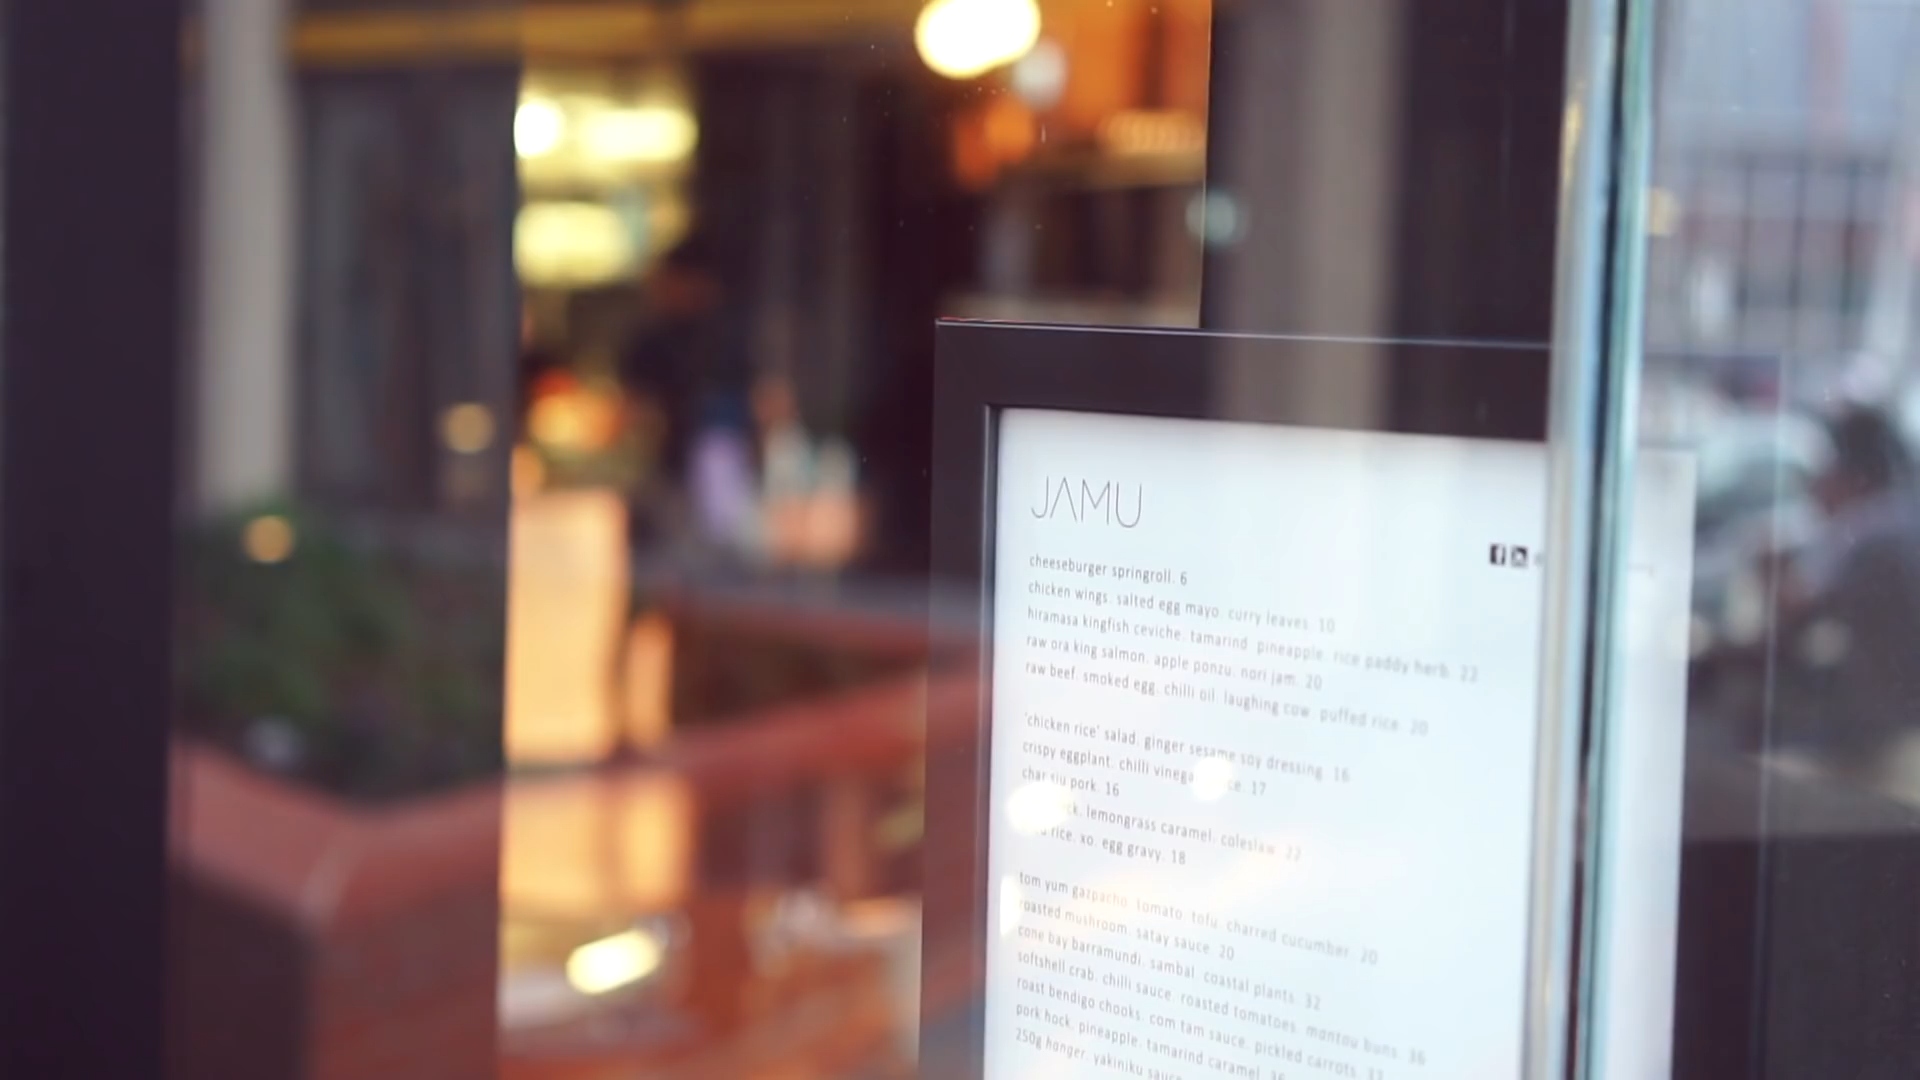 JAMU
cheeseburger springroll. 6
chicken wings. salted egg mayo. curry leaves. 10
hiramasa kingfish ceviche. tamarind. pineapple. rice paddy herb. 22
raw ora king salmon. apple ponzu. nori jam. 20
raw beef. smoked egg. chilli oil. laughing cow. puffed rice. 20
'chicken rice' salad. ginger sesame soy dressing. 16
crispy eggplant. chilli vinegar 17
char siu pork. 16
lemongrass caramel. coleslaw. 22
rice. xo. egg gravy. 18
tom yum gazpacho. tomato. tofu. charred cucumber. 20
roasted mushroom. satay sauce. 20
cone bay barramundi. sambal. coastal plants. 32
softshell crab. chilli sauce. roasted tomatoes. mantou buns. 36
roast bendigo chooks. com tam sauce. pickled carrots.
pork hock. pineapple. tamarind caramel.
250g hanger. yakiniku sauce